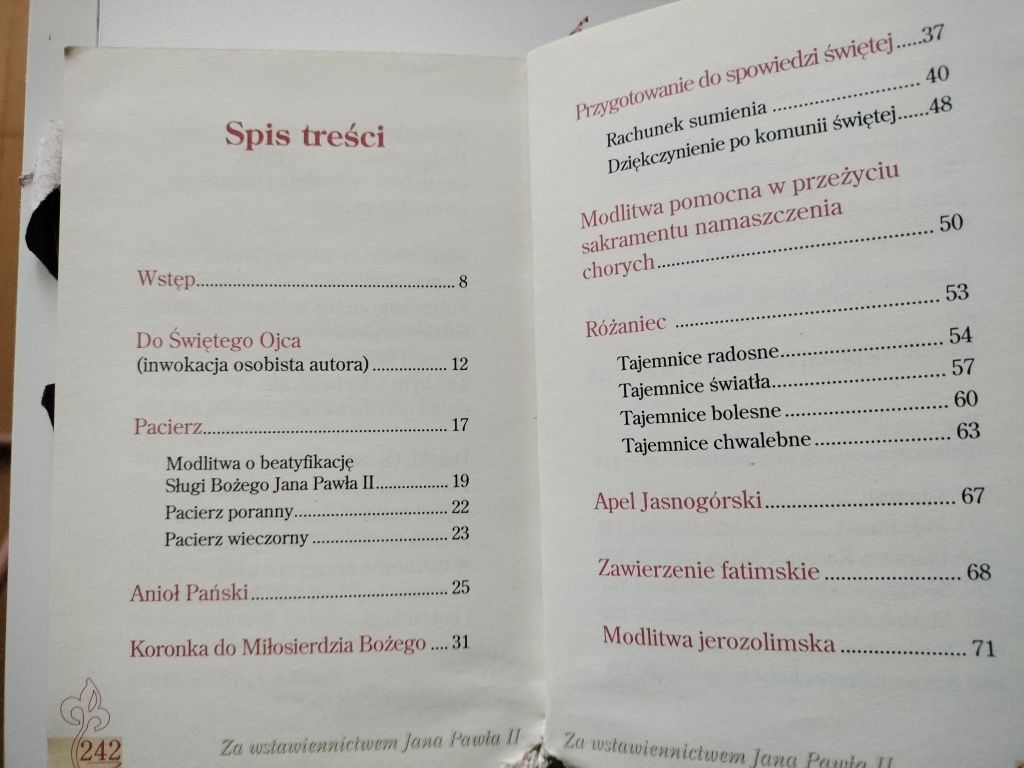 Spis treści
Wstęp.................................................... 8
Do Świętego Ojca
(inwokacja osobista autora) ............... 12
Pacierz................................................. 17
Modlitwa o beatyfikację
Sługi Bożego Jana Pawła II.............. 19
Pacierz poranny.............................. 22
Pacierz wieczorny .......................... 23
Anioł Pański....................................... 25
Koronka do Miłosierdzia Bożego .... 31
242
Za wstawiennictwem Jana Pawła II
Przygotowanie do spowiedzi świętej.....37
Rachunek sumienia .......................... 40
Dziękczynienie po komunii świętej......48
Modlitwa pomocna w przeżyciu
sakramentu namaszczenia
chorych................................................ 50
Różaniec .............................................. 53
Tajemnice radosne............................ 54
Tajemnice światła............................. 57
Tajemnice bolesne ............................ 60
Tajemnice chwalebne ....................... 63
Apel Jasnogórski................................. 67
Zawierzenie fatimskie ....................... 68
Modlitwa jerozolimska ..................... 71
Za wstawiennictwem Jana Pawła II